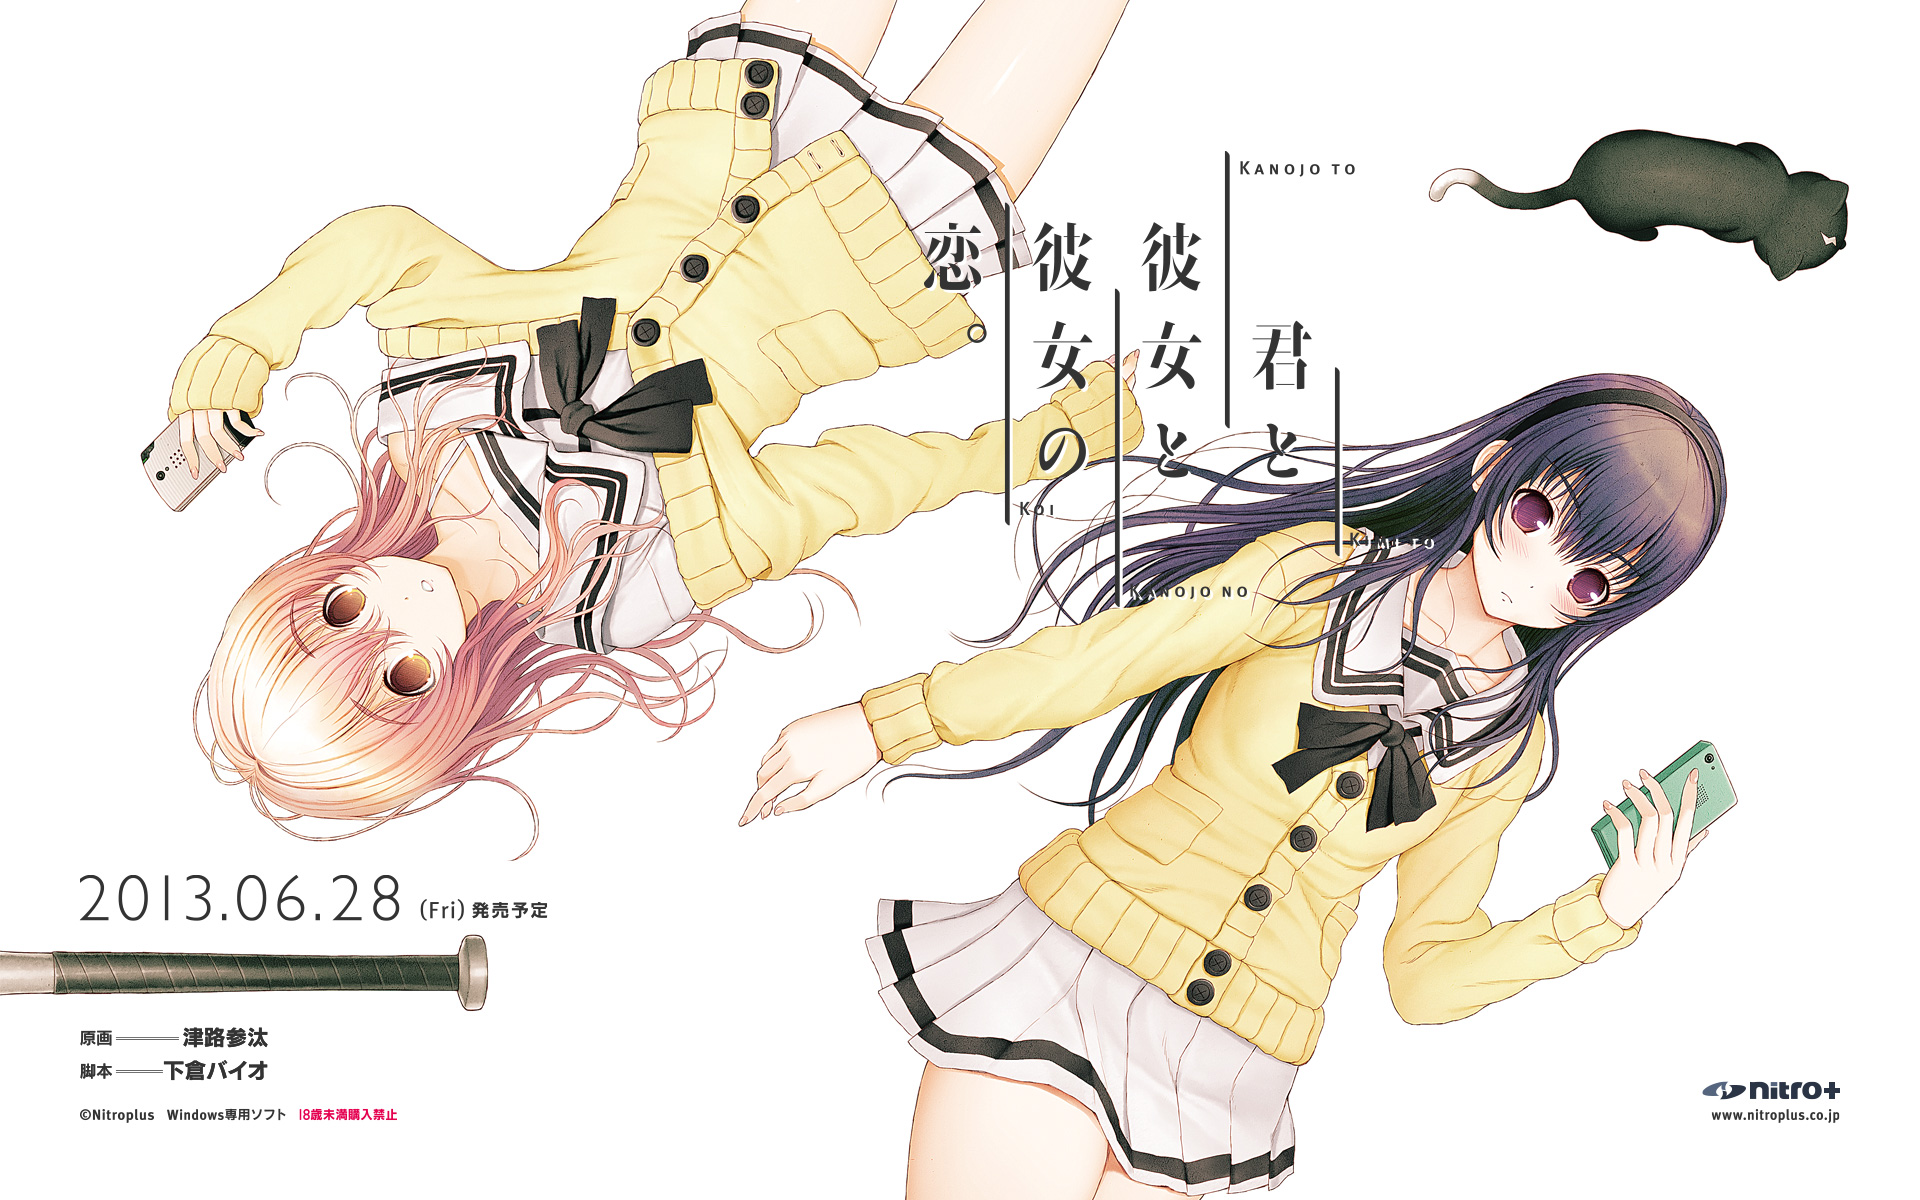 君と
彼女と
彼女の
恋。
KIMI TO
KANOJO TO
KANOJO NO
KOI
2013.06.28 (Fri) 発売予定
原画 津路参汰
脚本 下倉バイオ
©Nitroplus Windows専用ソフト 18歳未満購入禁止
nitro+
www.nitroplus.co.jp